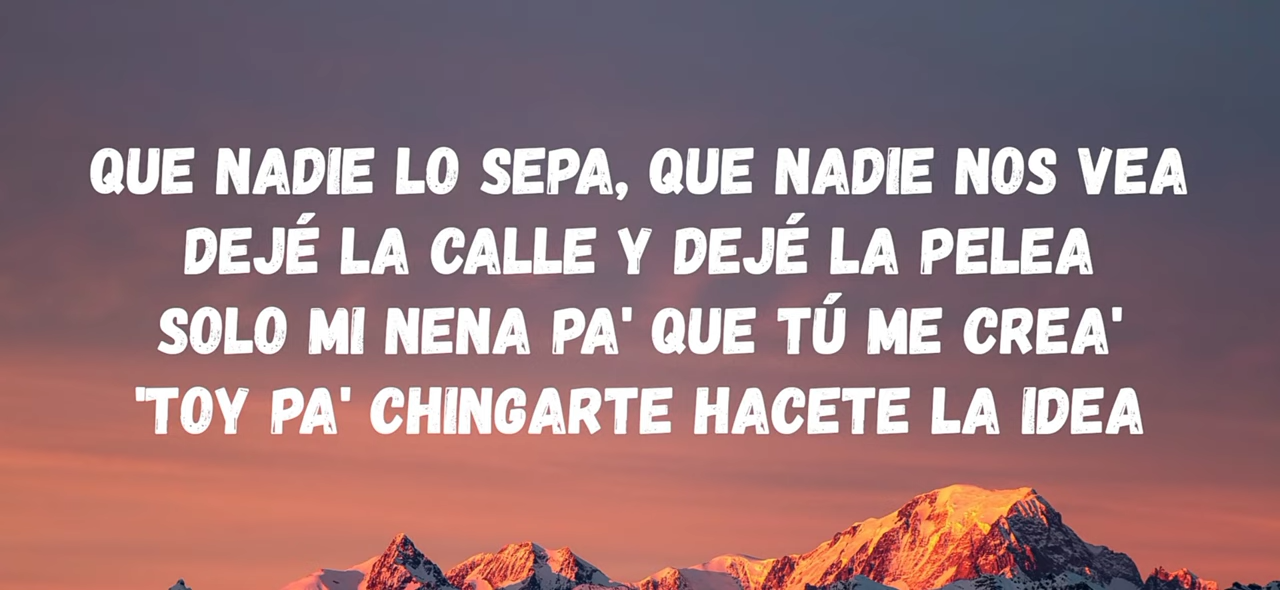 QUE NADIE LO SEPA, QUE NADIE NOS VEA
DEJÉ LA CALLE Y DEJÉ LA PELEA
SOLO MI NENA PA' QUE TÚ ME CREA'
'TOY PA' CHINGARTE HACETE LA IDEA